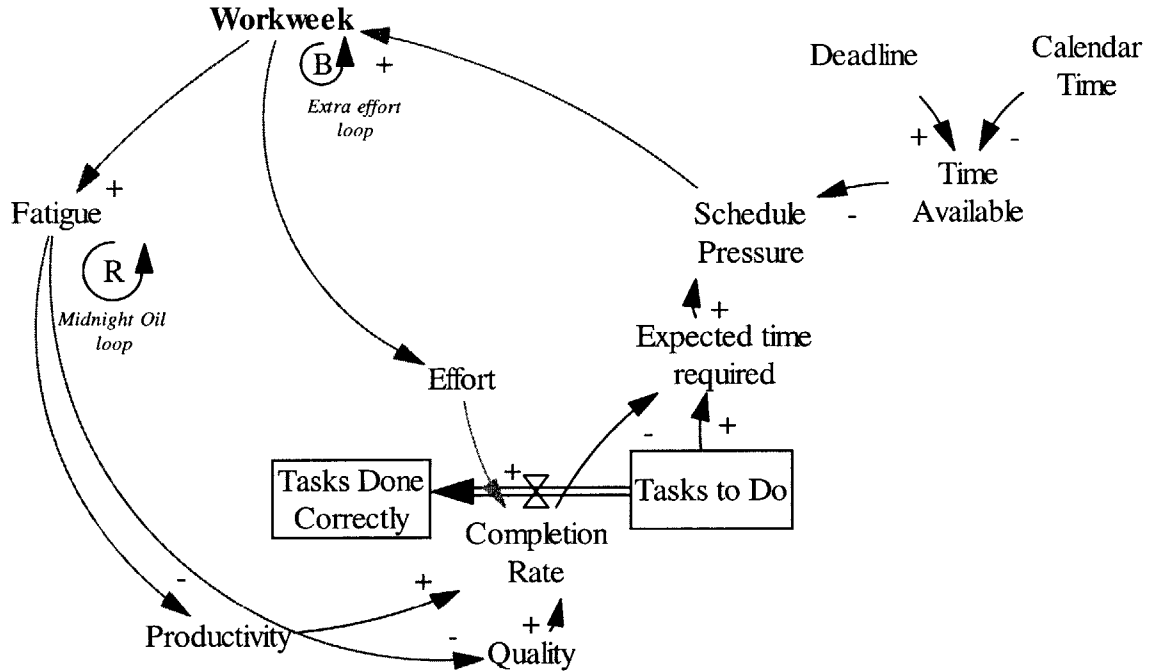 Workweek
B
+
Extra effort
loop
Deadline
Calendar
Time
+
-
Time
Available
-
Schedule
Pressure
+
Fatigue
R
Midnight Oil
loop
+
Expected time
required
Effort
-
+
+
Tasks Done
Correctly
Tasks to Do
Completion
Rate
-
+
Productivity
-
+
Quality